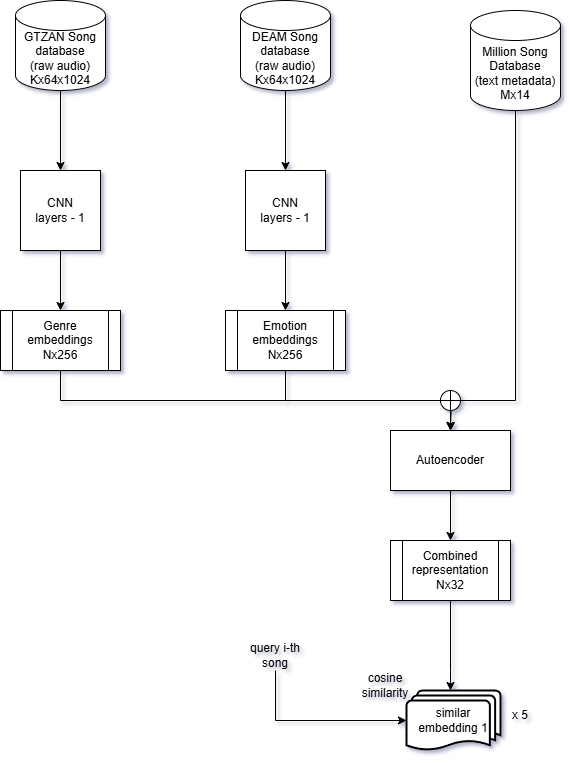 GTZAN Song
database
(raw audio)
Kx64x1024
DEAM Song
database
(raw audio)
Kx64x1024
Million Song
Database
(text metadata)
Mx14
CNN
layers - 1
CNN
layers - 1
Genre
embeddings
Nx256
Emotion
embeddings
Nx256
Autoencoder
Combined
representation
Nx32
query i-th
song
cosine
similarity
similar
embedding 1
x 5